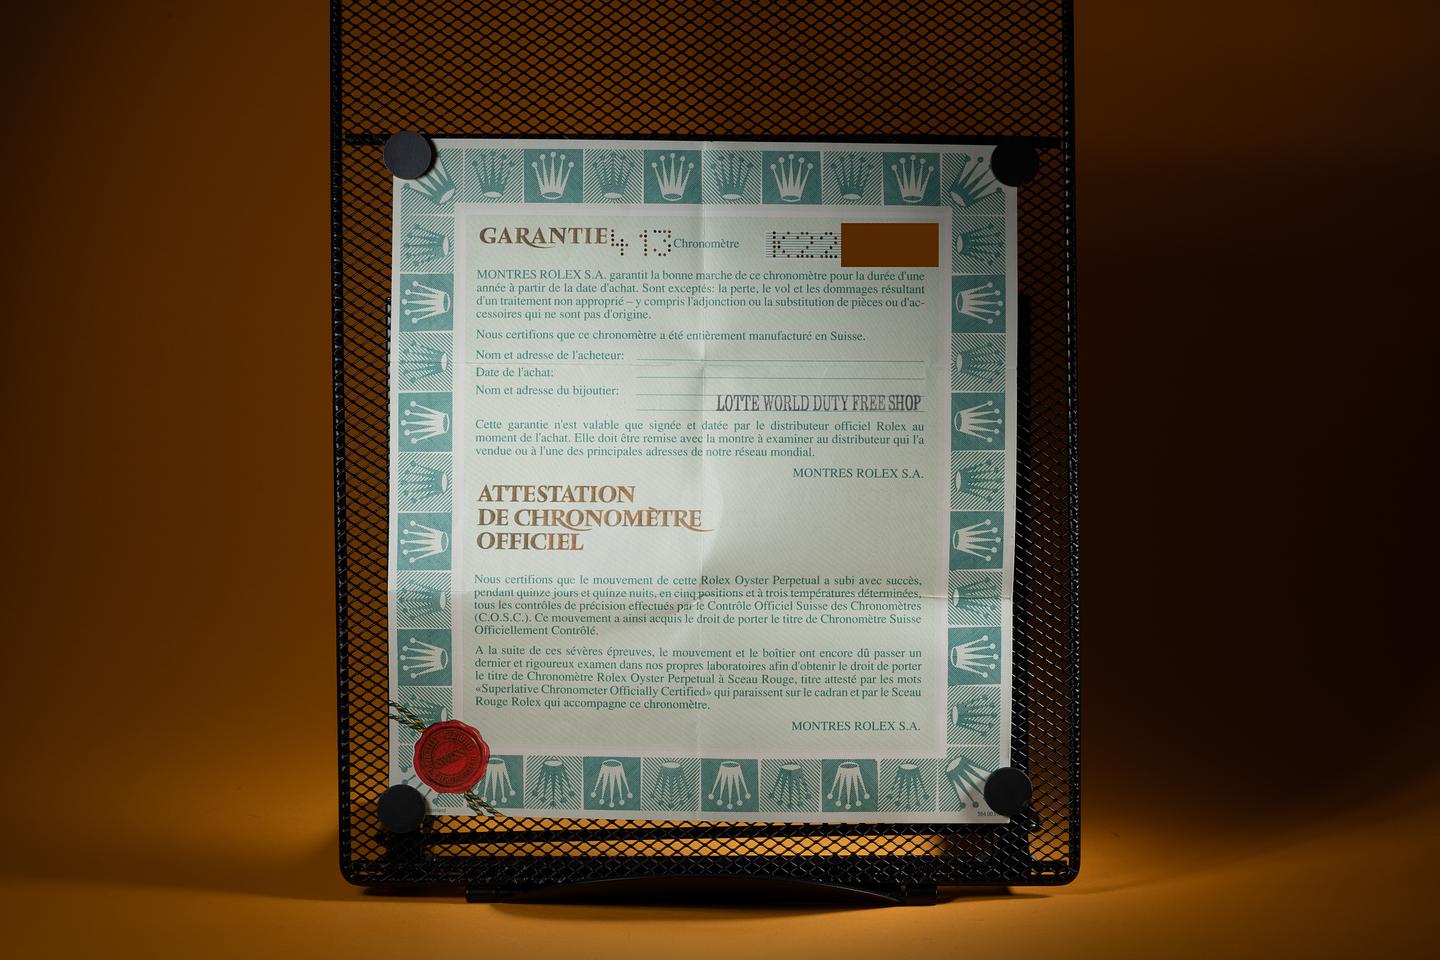 GARANTIE 4 13 Chronomètre K22
MONTRES ROLEX S.A. garantit la bonne marche de ce chronomètre pour la durée d'une
année à partir de la date d'achat. Sont exceptés: la perte, le vol et les dommages résultant
d'un traitement non approprié – y compris l'adjonction ou la substitution de pièces ou d'ac-
cessoires qui ne sont pas d'origine.
Nous certifions que ce chronomètre a été entièrement manufacturé en Suisse.
Nom et adresse de l'acheteur:
Date de l'achat:
Nom et adresse du bijoutier:
LOTTE WORLD DUTY FREE SHOP
Cette garantie n'est valable que signée et datée par le distributeur officiel Rolex au
moment de l'achat. Elle doit être remise avec la montre à examiner au distributeur qui l'a
vendue ou à l'une des principales adresses de notre réseau mondial.
MONTRES ROLEX S.A.
ATTESTATION
DE CHRONOMÈTRE
OFFICIEL
Nous certifions que le mouvement de cette Rolex Oyster Perpetual a subi avec succès,
pendant quinze jours et quinze nuits, en cinq positions et à trois températures déterminées,
tous les contrôles de précision effectués par le Contrôle Officiel Suisse des Chronomètres
(C.O.S.C.). Ce mouvement a ainsi acquis le droit de porter le titre de Chronomètre Suisse
Officiellement Contrôlé.
A la suite de ces sévères épreuves, le mouvement et le boîtier ont encore dû passer un
dernier et rigoureux examen dans nos propres laboratoires afin d'obtenir le droit de porter
le titre de Chronomètre Rolex Oyster Perpetual à Sceau Rouge, titre attesté par les mots
«Superlative Chronometer Officially Certified» qui paraissent sur le cadran et par le Sceau
Rouge Rolex qui accompagne ce chronomètre.
MONTRES ROLEX S.A.